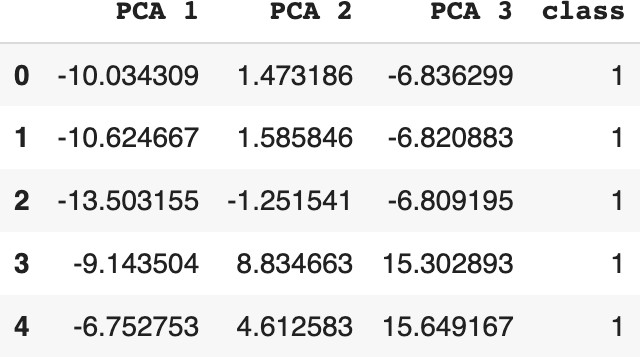 PCA 1 PCA 2 PCA 3 class
0 -10.034309 1.473186 -6.836299 1
1 -10.624667 1.585846 -6.820883 1
2 -13.503155 -1.251541 -6.809195 1
3 -9.143504 8.834663 15.302893 1
4 -6.752753 4.612583 15.649167 1